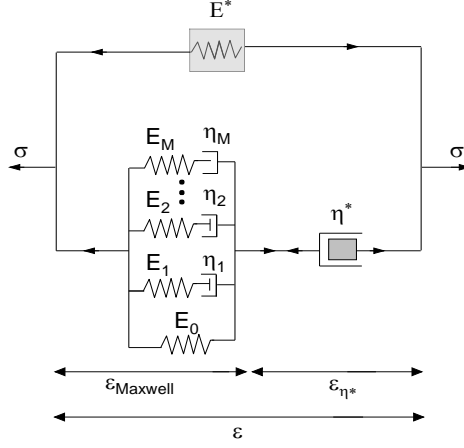 E*
σ
σ
E_M η_M
E_2 η_2
η*
E_1 η_1
E_0
ε_Maxwell
ε_η*
ε